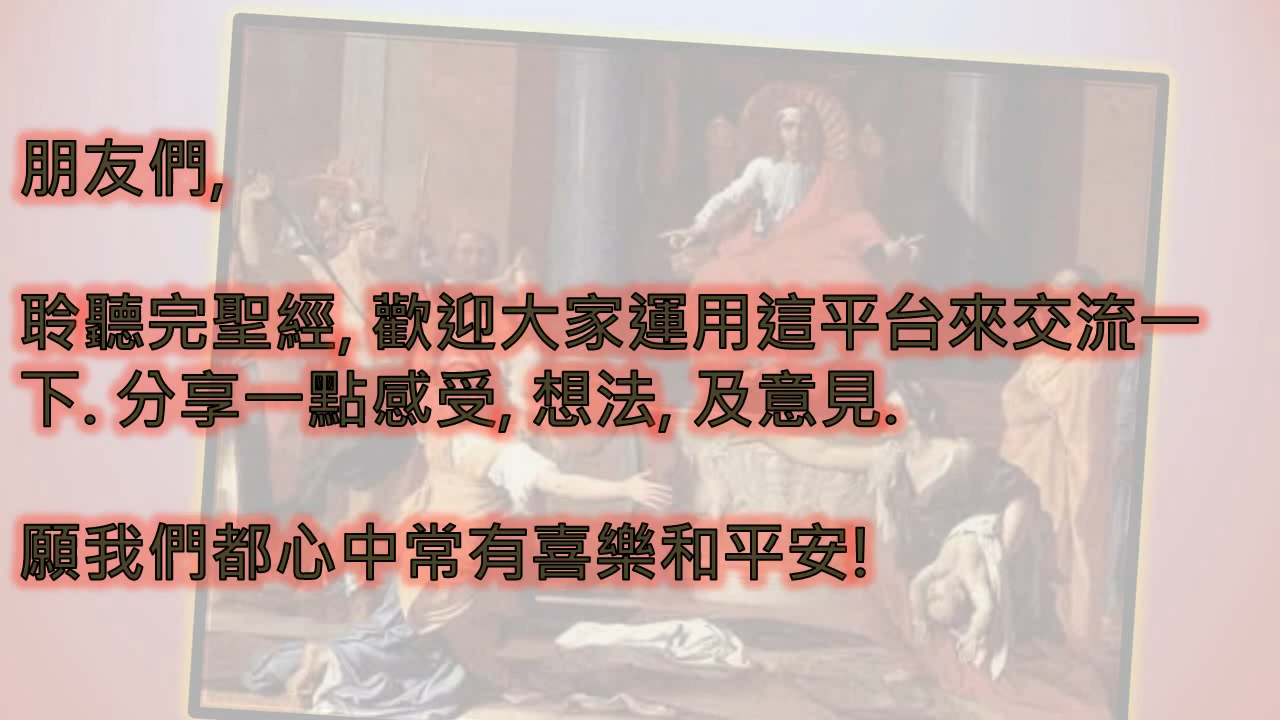 朋友們,
聆聽完聖經, 歡迎大家運用這平台來交流一
下. 分享一點感受, 想法, 及意見.
願我們都心中常有喜樂和平安!